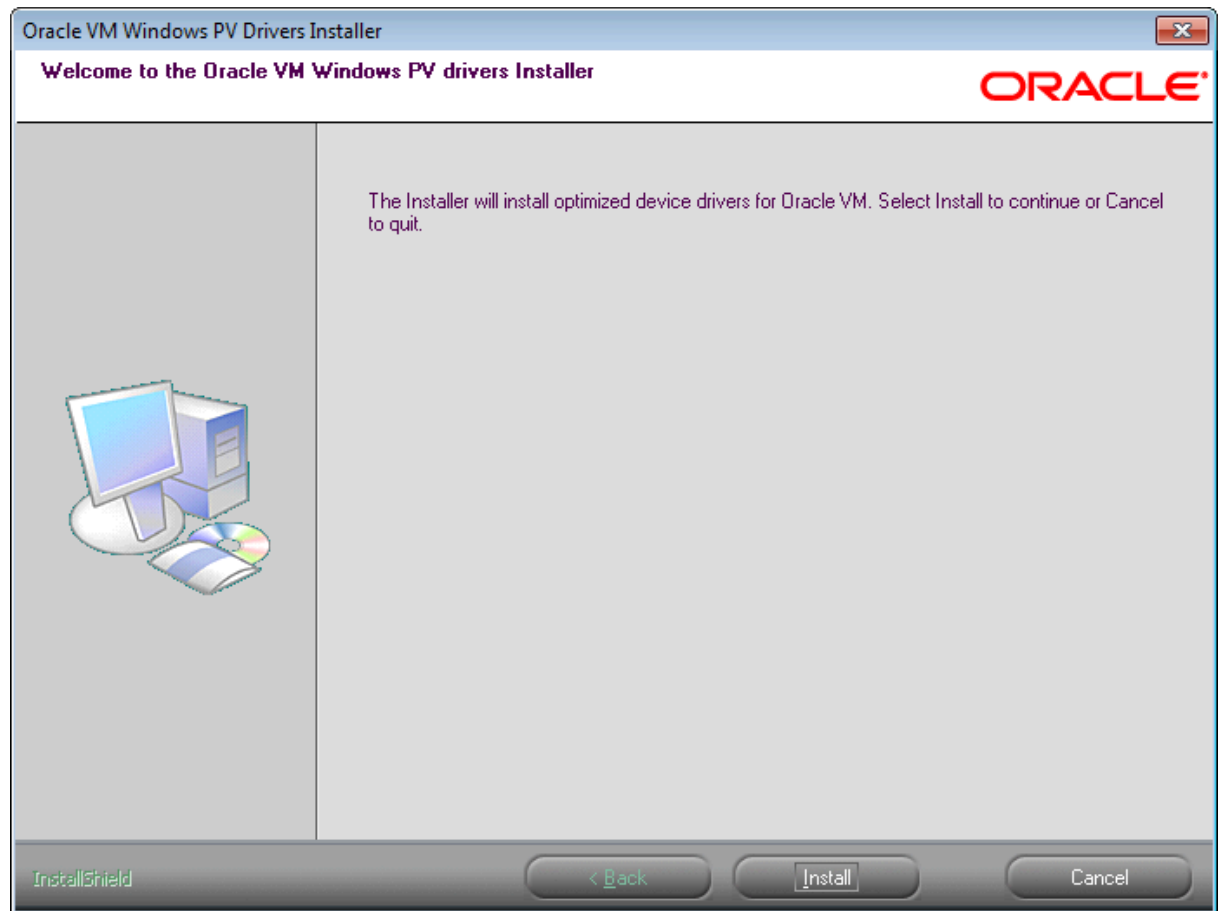 Oracle VM Windows PV Drivers Installer
Welcome to the Oracle VM Windows PV drivers Installer
ORACLE
The Installer will install optimized device drivers for Oracle VM. Select Install to continue or Cancel
to quit.
InstallShield
< Back
Install
Cancel